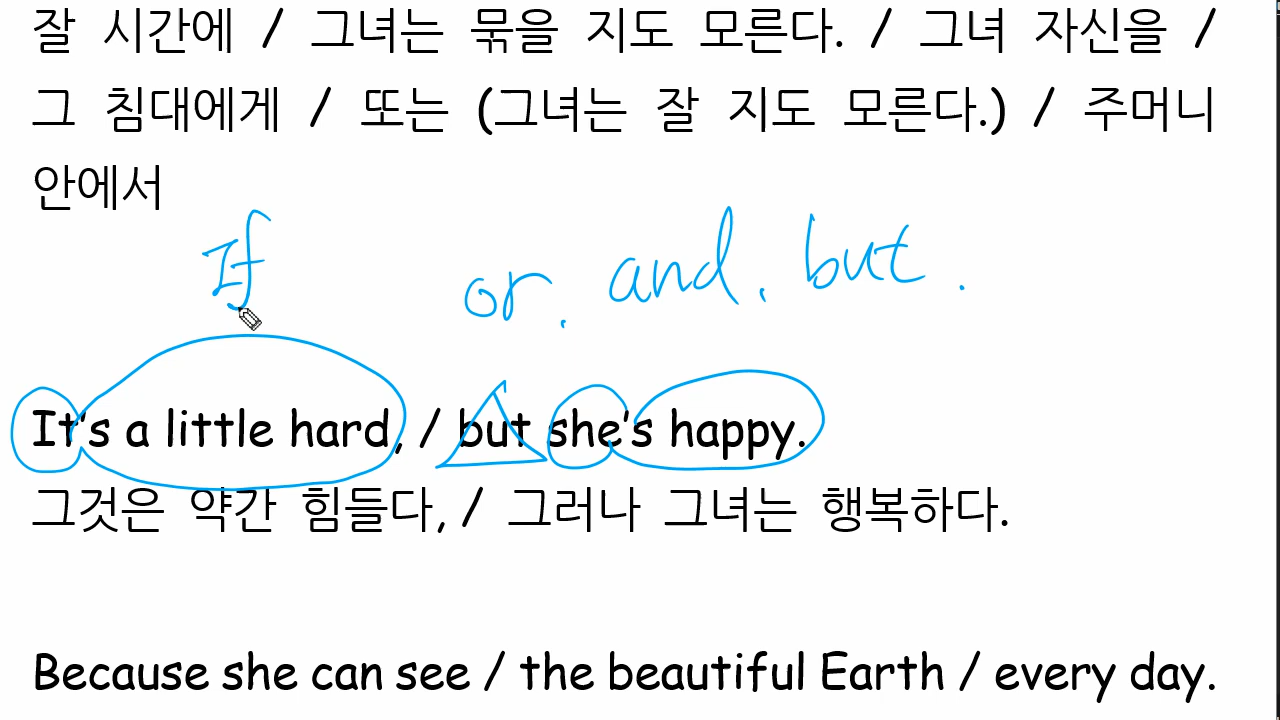 잘 시간에 / 그녀는 묶을 지도 모른다. / 그녀 자신을 /
그 침대에게 / 또는 (그녀는 잘 지도 모른다.) / 주머니
안에서
If or, and, but.
It's a little hard, / but she's happy.
그것은 약간 힘들다, / 그러나 그녀는 행복하다.
Because she can see / the beautiful Earth / every day.